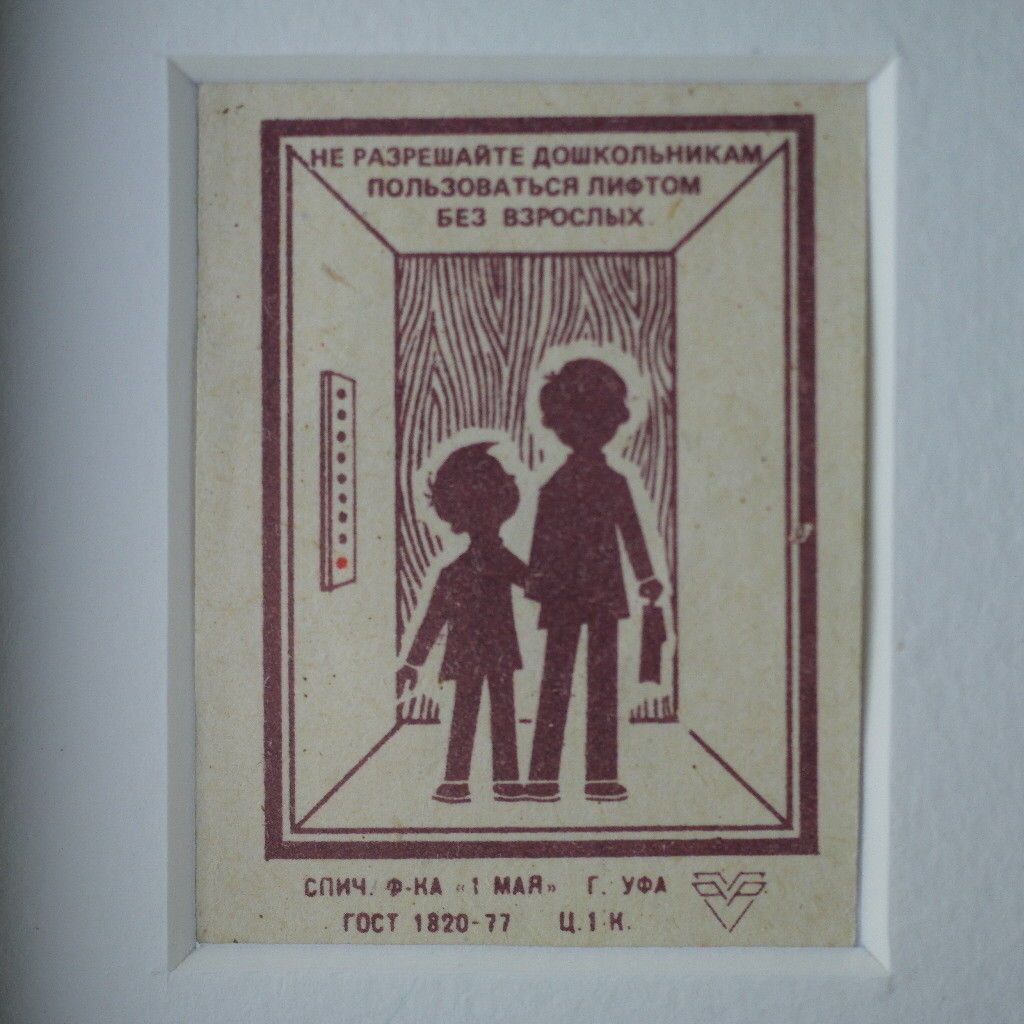 НЕ РАЗРЕШАЙТЕ ДОШКОЛЬНИКАМ
ПОЛЬЗОВАТЬСЯ ЛИФТОМ
БЕЗ ВЗРОСЛЫХ.
СПИЧ. Ф-КА «1 МАЯ» Г. УФА
ГОСТ 1820-77 Ц. 1 К.